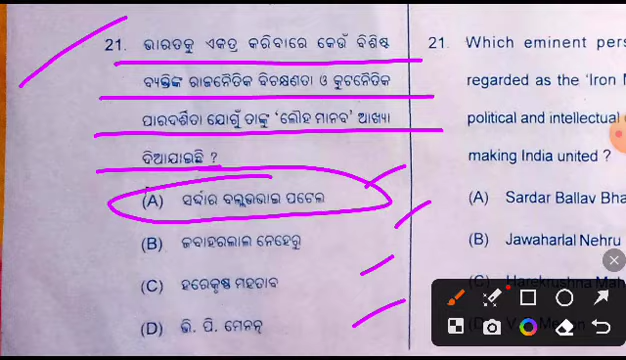 21. ଭାରତକୁ ଏକତ୍ର କରିବାରେ କେଉଁ ବିଶିଷ୍ଟ
ବ୍ୟକ୍ତିଙ୍କ ରାଜନୈତିକ ବିଚକ୍ଷଣତା ଓ କୁଟନୈତିକ
ପାରଦର୍ଶିତା ଯୋଗୁଁ ତାଙ୍କୁ ‘ଲୌହ ମାନବ’ ଆଖ୍ୟା
ଦିଆଯାଇଛି ?
(A) ସର୍ଦ୍ଦାର ବଲ୍ଲଭଭାଇ ପଟେଲ
(B) ଜବାହରଲାଲ ନେହେରୁ
(C) ହରେକୃଷ୍ଣ ମହତାବ
(D) ଭି. ପି. ମେନନ୍
21. Which eminent pers
regarded as the ‘Iron
political and intellectual
making India united ?
(A) Sardar Ballav Bha
(B) Jawaharlal Nehru
(C) Harekrushna Mah